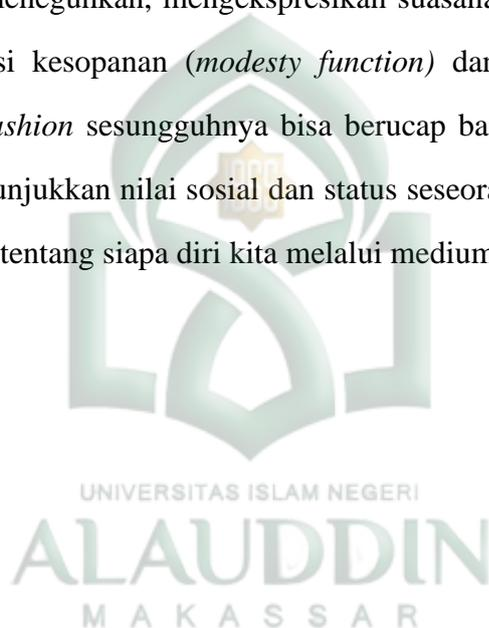 meneguhkan, mengekspresikan suasana
si kesopanan (modesty function) dan
ashion sesungguhnya bisa berucap ba
unjukkan nilai sosial dan status seseora
tentang siapa diri kita melalui medium
UNIVERSITAS ISLAM NEGERI
ALAUDDIN
MAKASSAR